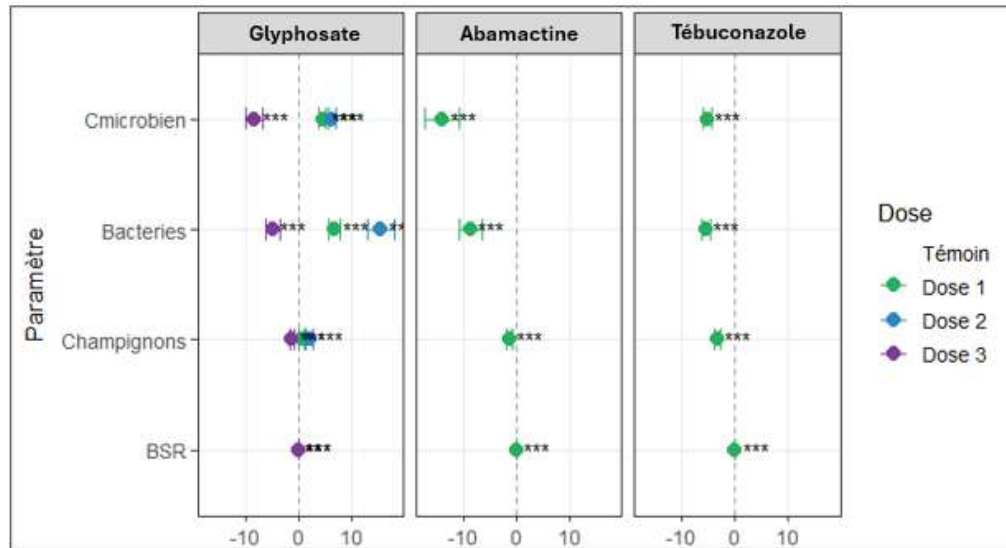 Glyphosate Abamactine Tébuconazole
Paramètre
Cmicrobien *** *** *** ***
Bacteries *** *** ** *** ***
Champignons *** *** ***
BSR *** *** ***
-10 0 10 -10 0 10 -10 0 10
Dose
Témoin
Dose 1
Dose 2
Dose 3